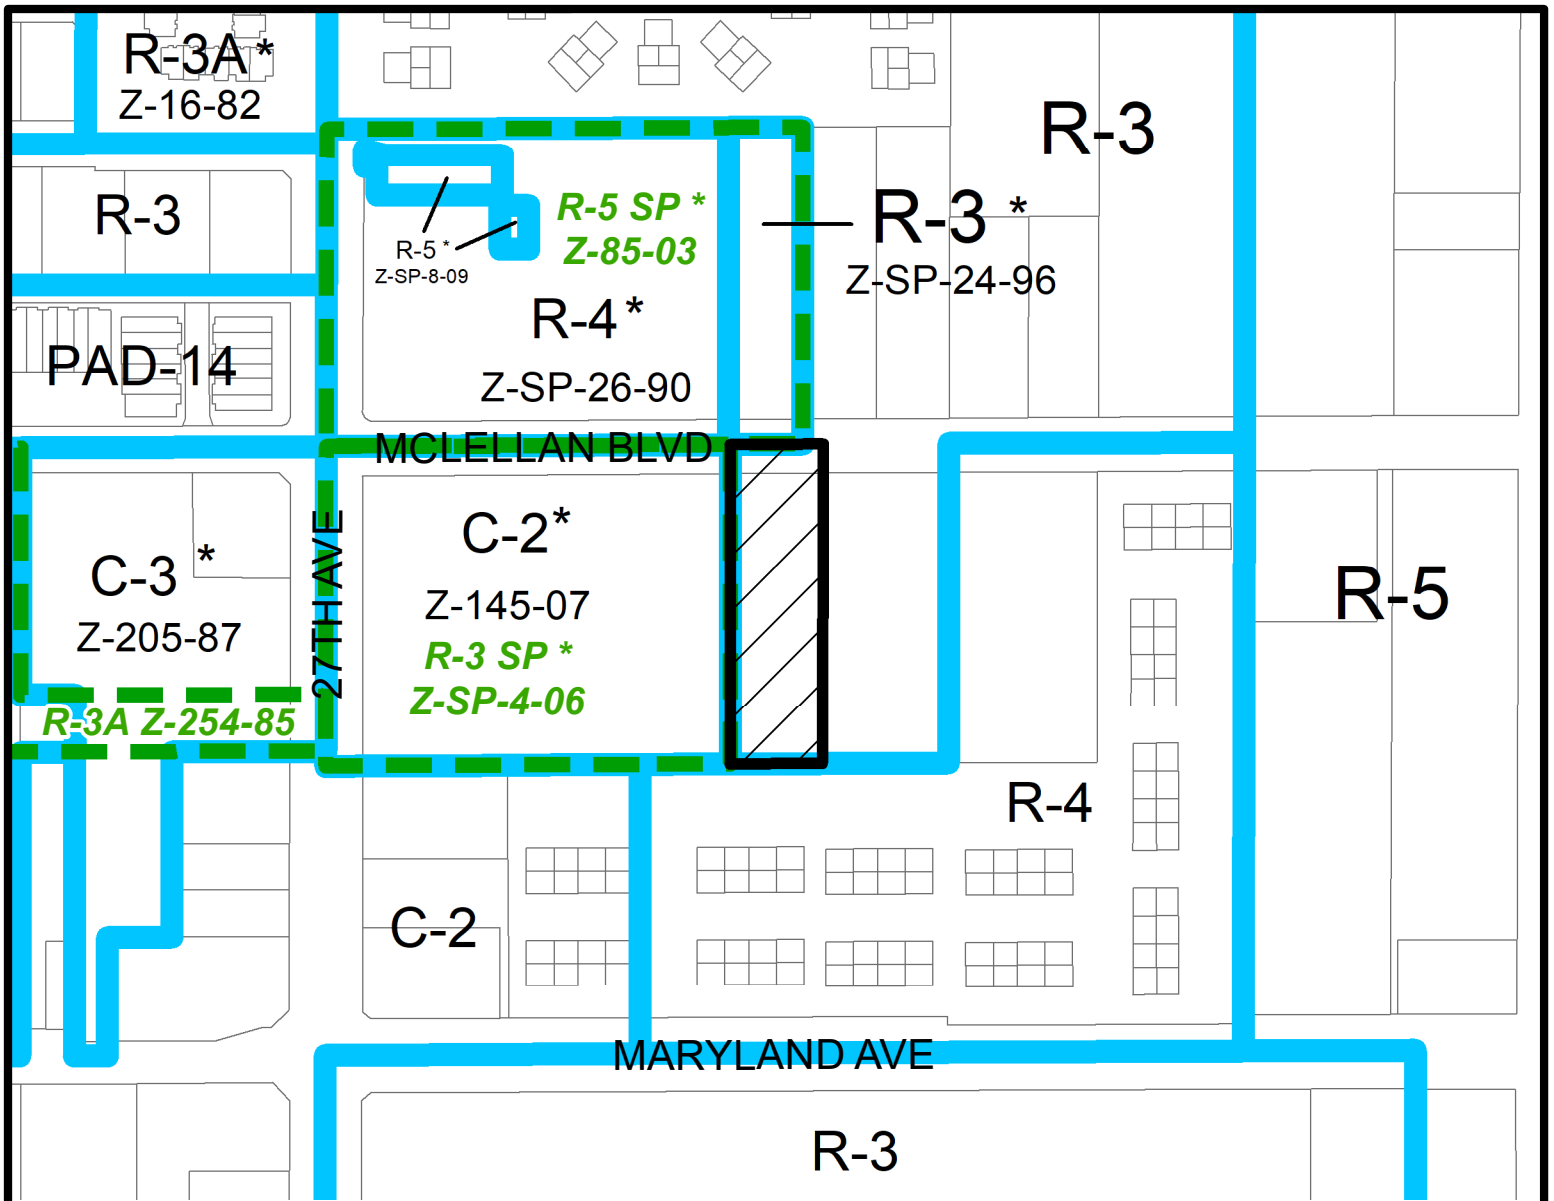 R-3A *
Z-16-82
R-3
R-3
R-5 SP *
Z-85-03
R-3 *
Z-SP-24-96
R-5 *
Z-SP-8-09
R-4 *
Z-SP-26-90
PAD-14
MCLELLAN BLVD
C-2 *
Z-145-07
R-3 SP *
Z-SP-4-06
27TH AVE
C-3 *
Z-205-87
R-3A Z-254-85
R-5
R-4
C-2
MARYLAND AVE
R-3